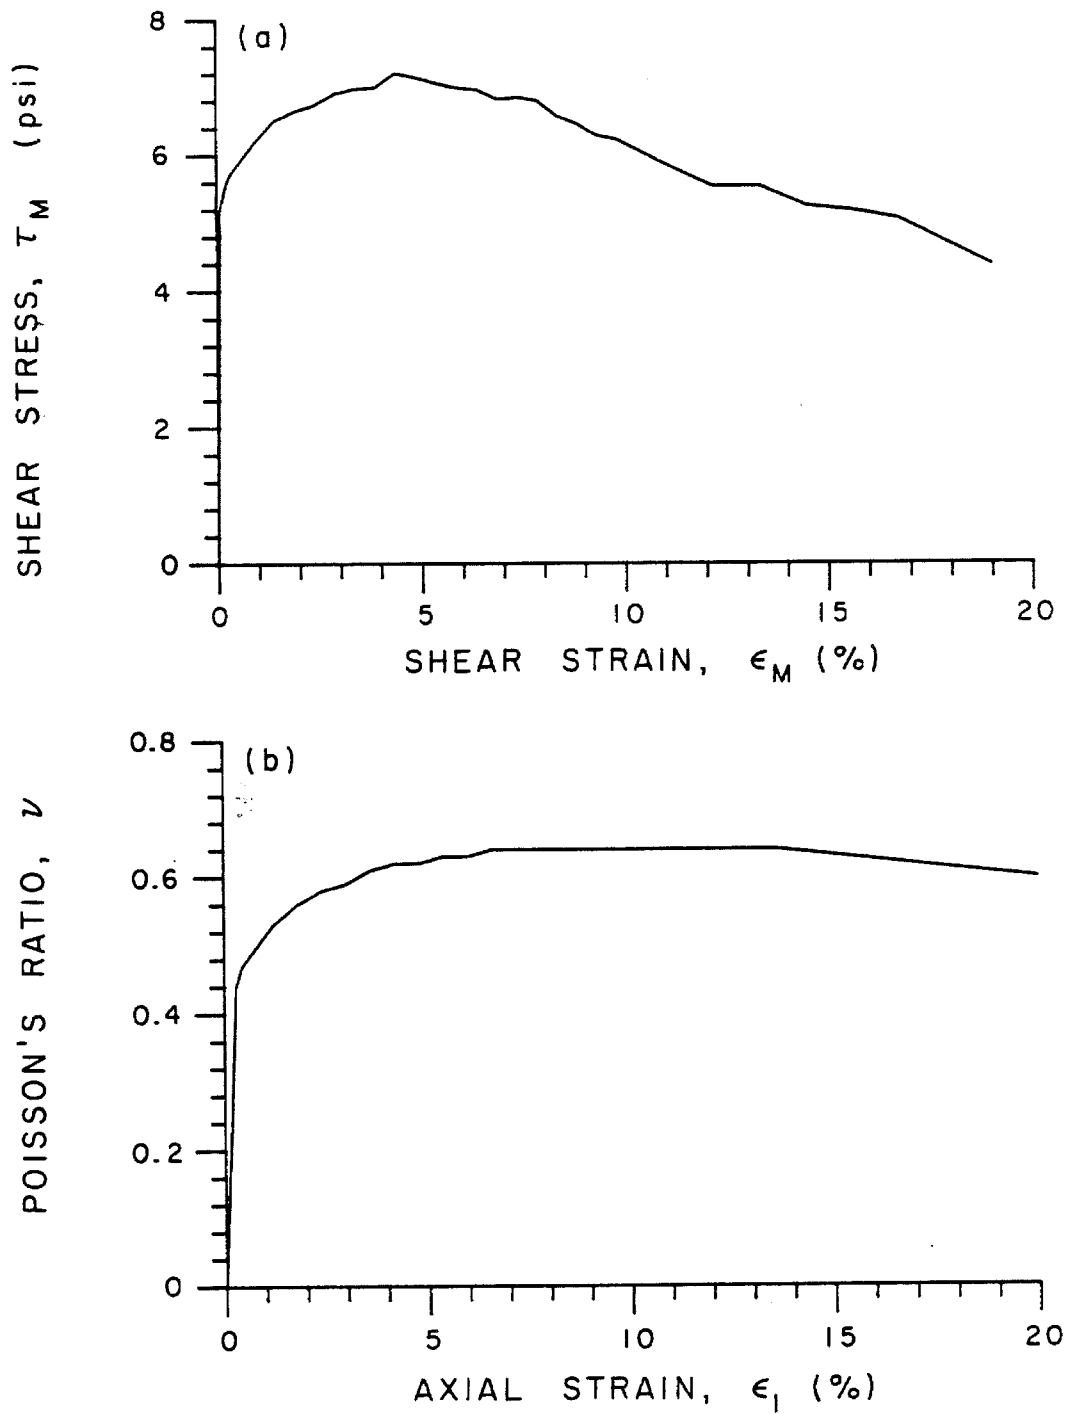 (a)
8
6
4
2
0
SHEAR STRESS, τM (psi)
0 5 10 15 20
SHEAR STRAIN, ϵM (%)
(b)
0.8
0.6
0.4
0.2
0
POISSON'S RATIO, ν
0 5 10 15 20
AXIAL STRAIN, ϵ1 (%)